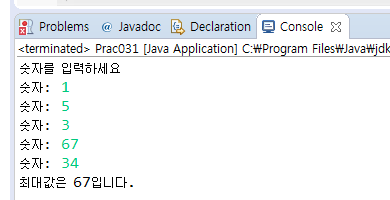 Problems @ Javadoc Declaration Console
<terminated> Prac031 [Java Application] C:₩Program Files₩Java₩jdk
숫자를 입력하세요
숫자: 1
숫자: 5
숫자: 3
숫자: 67
숫자: 34
최대값은 67입니다.